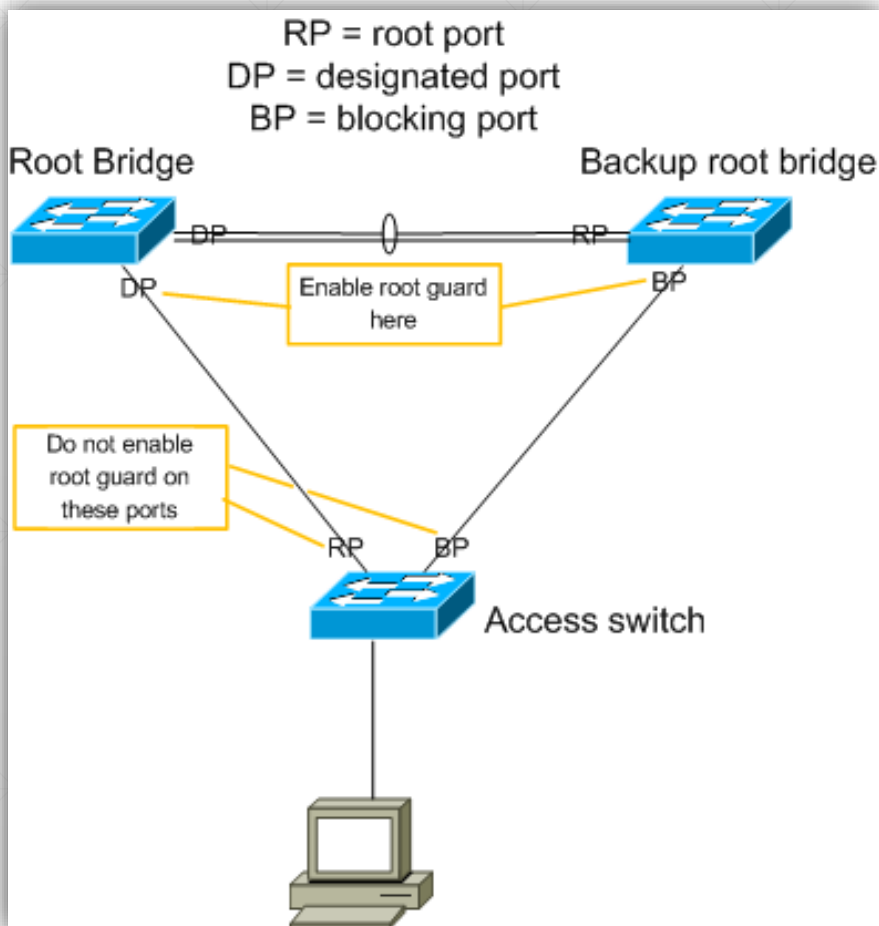 RP = root port
DP = designated port
BP = blocking port
Root Bridge
Backup root bridge
DP
RP
DP
Enable root guard
here
BP
Do not enable
root guard on
these ports
RP
BP
Access switch